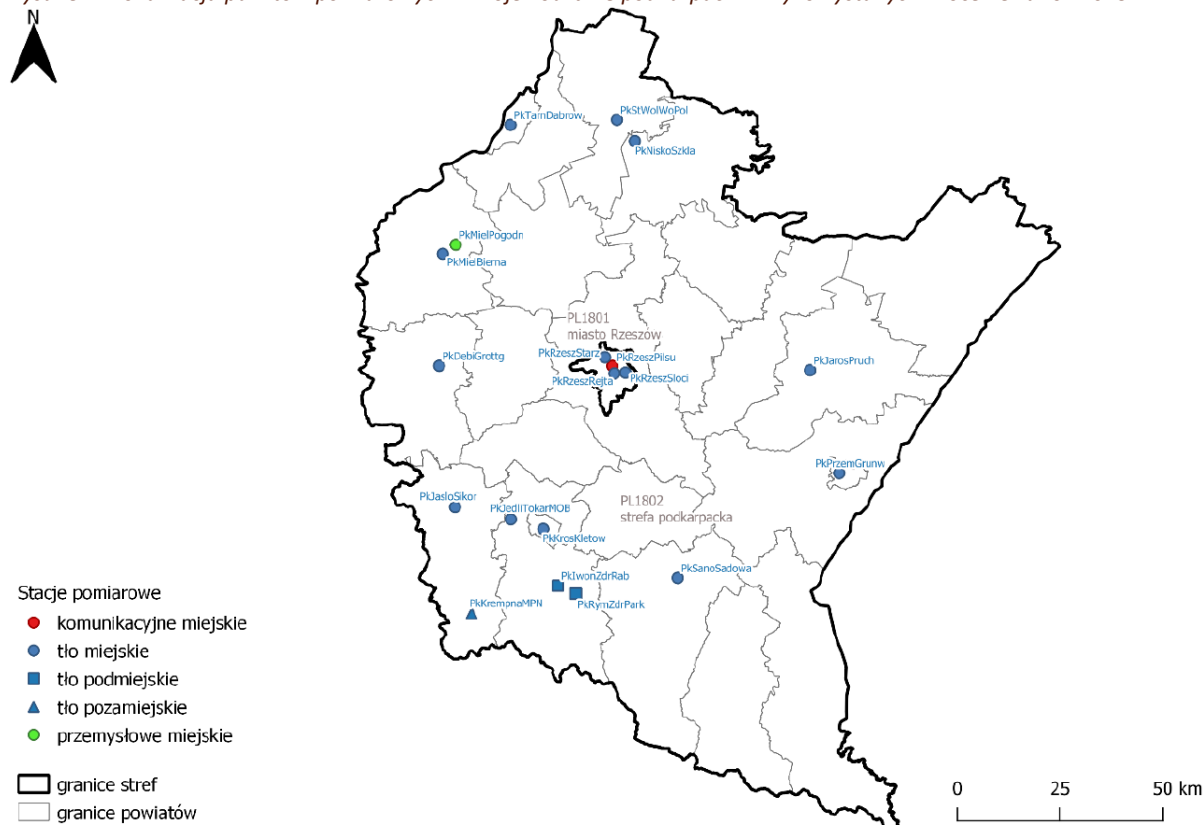 N
PkTarnDabrow
PkStWolWoPol
PkNiskoSzkla
PkMielPogodn
PkMielBierna
PL1801
miasto Rzeszów
PkRzeszStarz
PkRzeszPilsu
PkDebiGrottg
PkRzeszRejta
PkRzeszSloci
PkJarosPruch
PkPrzemGrunw
PkJasloSikor
PkJedliTokarMOB
PL1802
strefa podkarpacka
PkKrosKletow
PkIwonZdrRab
PkSanoSadowa
PkKrempnaMPN
PkRymZdrPark
Stacje pomiarowe
komunikacyjne miejskie
tło miejskie
tło podmiejskie
tło pozamiejskie
przemysłowe miejskie
granice stref
granice powiatów
0 25 50 km